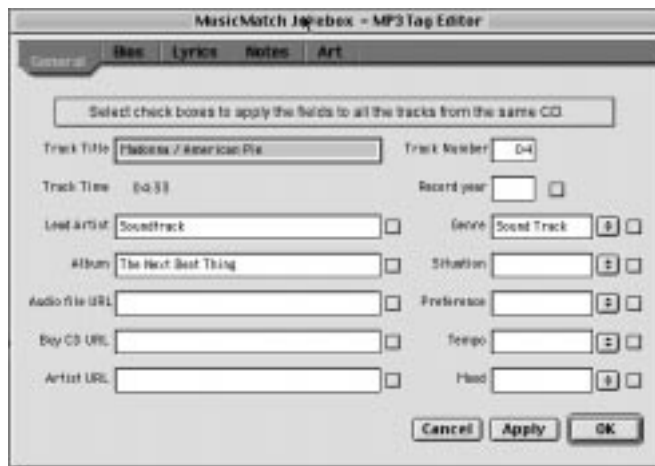 MusicMatch Jukebox - MP3 Tag Editor
General Bios Lyrics Notes Art
Select check boxes to apply the fields to all the tracks from the same CD.
Track Title Madonna / American Pie Track Number 04
Track Time 04:33 Record year
Lead Artist Soundtrack Genre Sound Track
Album The Next Best Thing Situation
Audio file URL Preference
Buy CD URL Tempo
Artist URL Mood
Cancel Apply OK